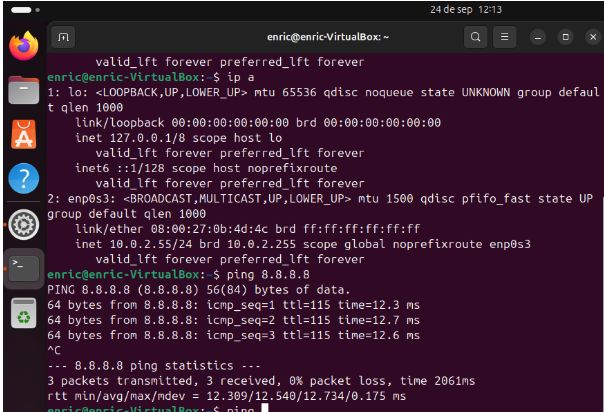 24 de sep 12:13
enric@enric-VirtualBox: ~
valid_lft forever preferred_lft forever
enric@enric-VirtualBox:~$ ip a
1: lo: <LOOPBACK,UP,LOWER_UP> mtu 65536 qdisc noqueue state UNKNOWN group defaul
t qlen 1000
link/loopback 00:00:00:00:00:00 brd 00:00:00:00:00:00
inet 127.0.0.1/8 scope host lo
valid_lft forever preferred_lft forever
inet6 ::1/128 scope host noprefixroute
valid_lft forever preferred_lft forever
2: enp0s3: <BROADCAST,MULTICAST,UP,LOWER_UP> mtu 1500 qdisc pfifo_fast state UP
group default qlen 1000
link/ether 08:00:27:0b:4d:4c brd ff:ff:ff:ff:ff:ff
inet 10.0.2.55/24 brd 10.0.2.255 scope global noprefixroute enp0s3
valid_lft forever preferred_lft forever
enric@enric-VirtualBox:~$ ping 8.8.8.8
PING 8.8.8.8 (8.8.8.8) 56(84) bytes of data.
64 bytes from 8.8.8.8: icmp_seq=1 ttl=115 time=12.3 ms
64 bytes from 8.8.8.8: icmp_seq=2 ttl=115 time=12.7 ms
64 bytes from 8.8.8.8: icmp_seq=3 ttl=115 time=12.6 ms
^C
--- 8.8.8.8 ping statistics ---
3 packets transmitted, 3 received, 0% packet loss, time 2061ms
rtt min/avg/max/mdev = 12.309/12.540/12.734/0.175 ms
enric@enric-VirtualBox:~$ ping